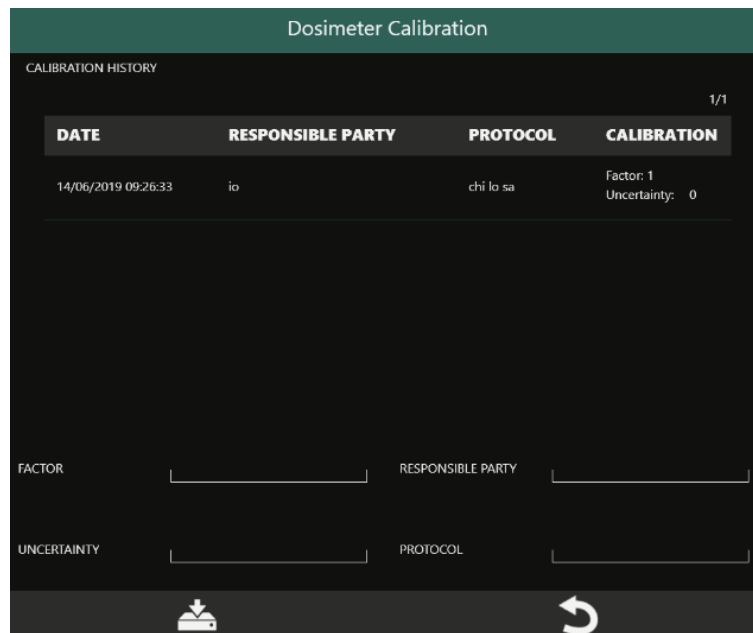 Dosimeter Calibration
CALIBRATION HISTORY
1/1
DATE RESPONSIBLE PARTY PROTOCOL CALIBRATION
14/06/2019 09:26:33 io chi lo sa Factor: 1
Uncertainty: 0
FACTOR RESPONSIBLE PARTY
UNCERTAINTY PROTOCOL